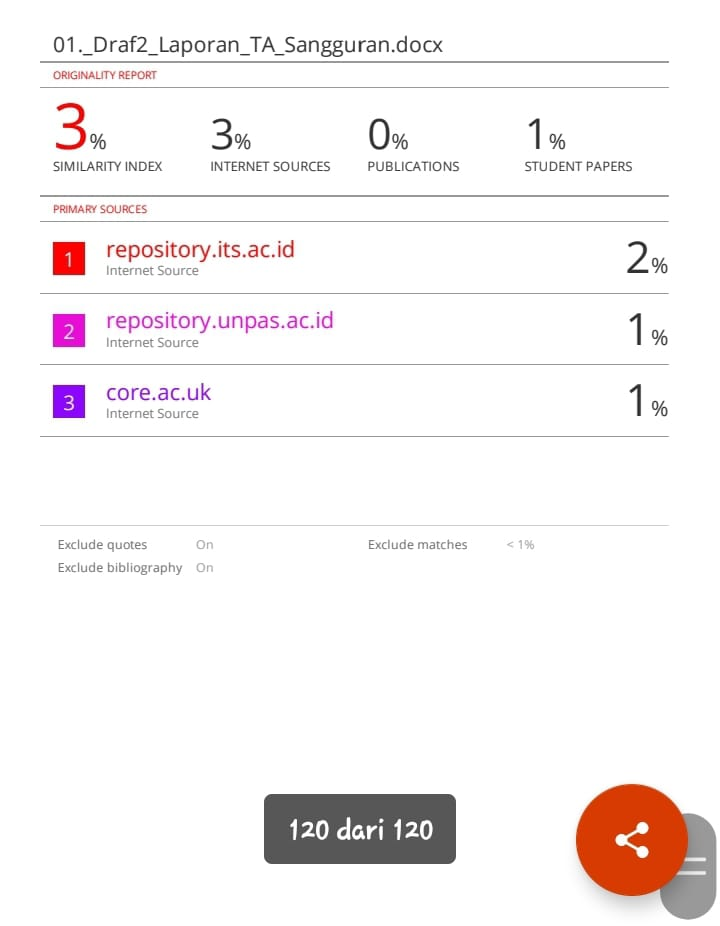 01._Draf2_Laporan_TA_Sangguran.docx
ORIGINALITY REPORT
3% 3% 0% 1%
SIMILARITY INDEX INTERNET SOURCES PUBLICATIONS STUDENT PAPERS
PRIMARY SOURCES
1 repository.its.ac.id 2%
Internet Source
2 repository.unpas.ac.id 1%
Internet Source
3 core.ac.uk 1%
Internet Source
Exclude quotes On Exclude matches < 1%
Exclude bibliography On
120 dari 120